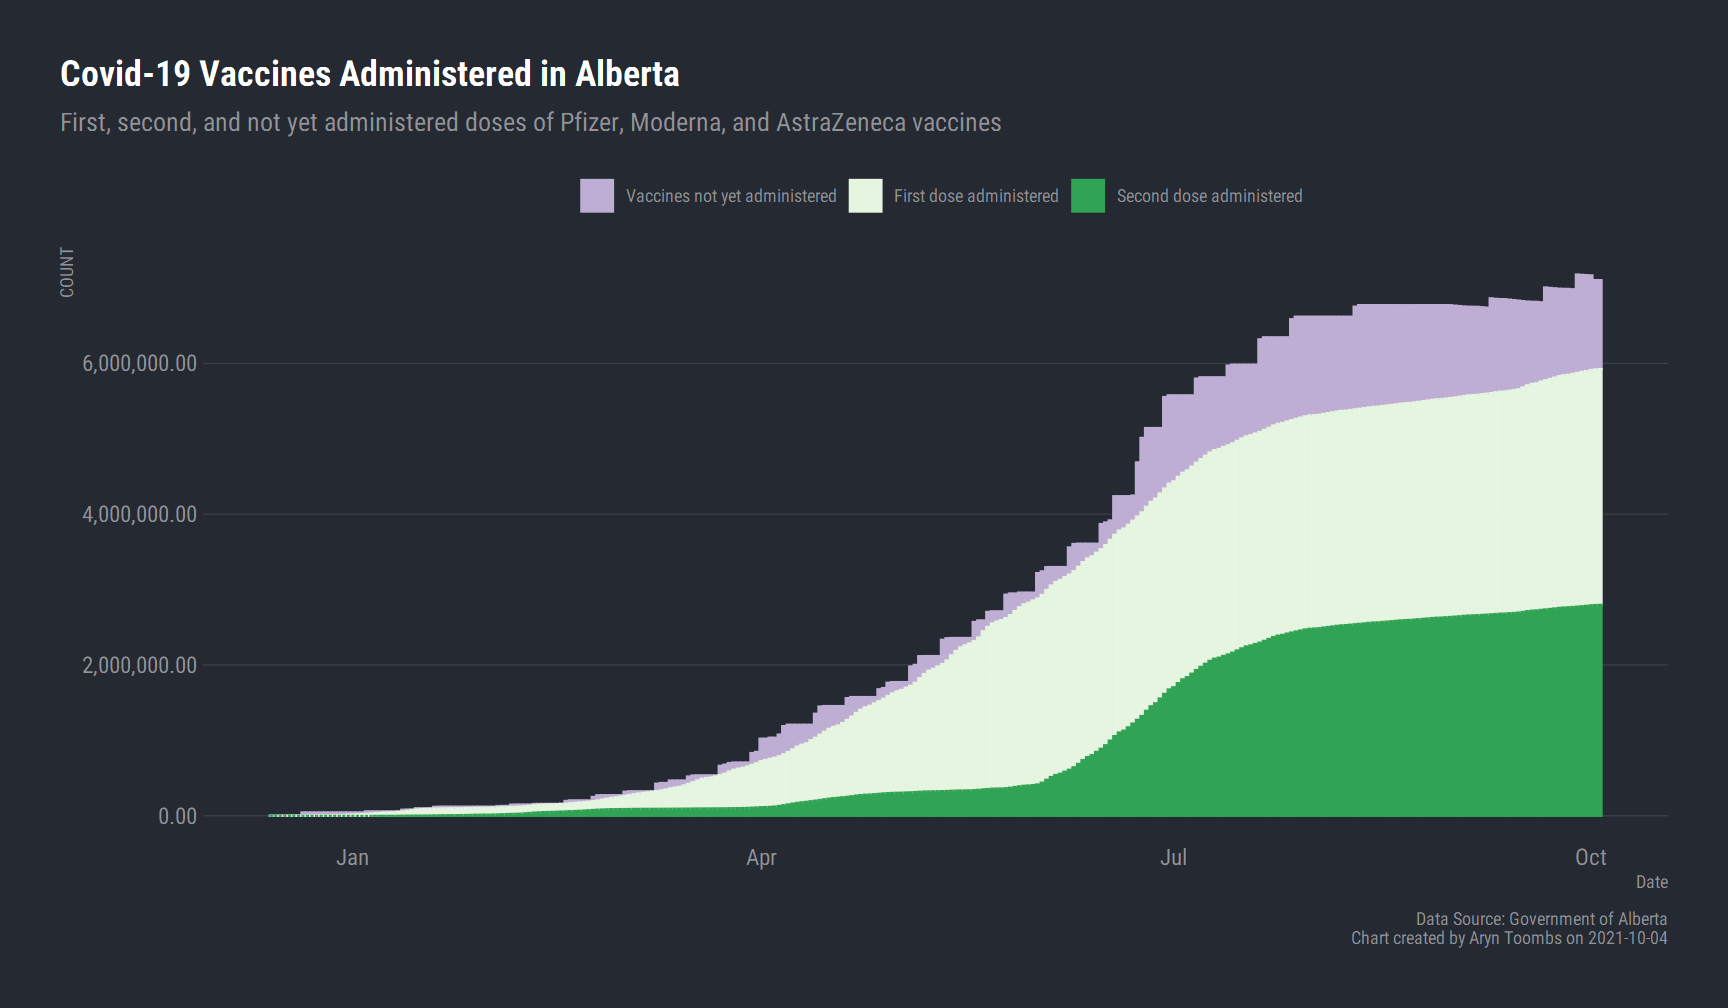 Covid-19 Vaccines Administered in Alberta
First, second, and not yet administered doses of Pfizer, Moderna, and AstraZeneca vaccines
Vaccines not yet administered
First dose administered
Second dose administered
COUNT
6,000,000.00
4,000,000.00
2,000,000.00
0.00
Jan
Apr
Jul
Oct
Date
Data Source: Government of Alberta
Chart created by Aryn Toombs on 2021-10-04